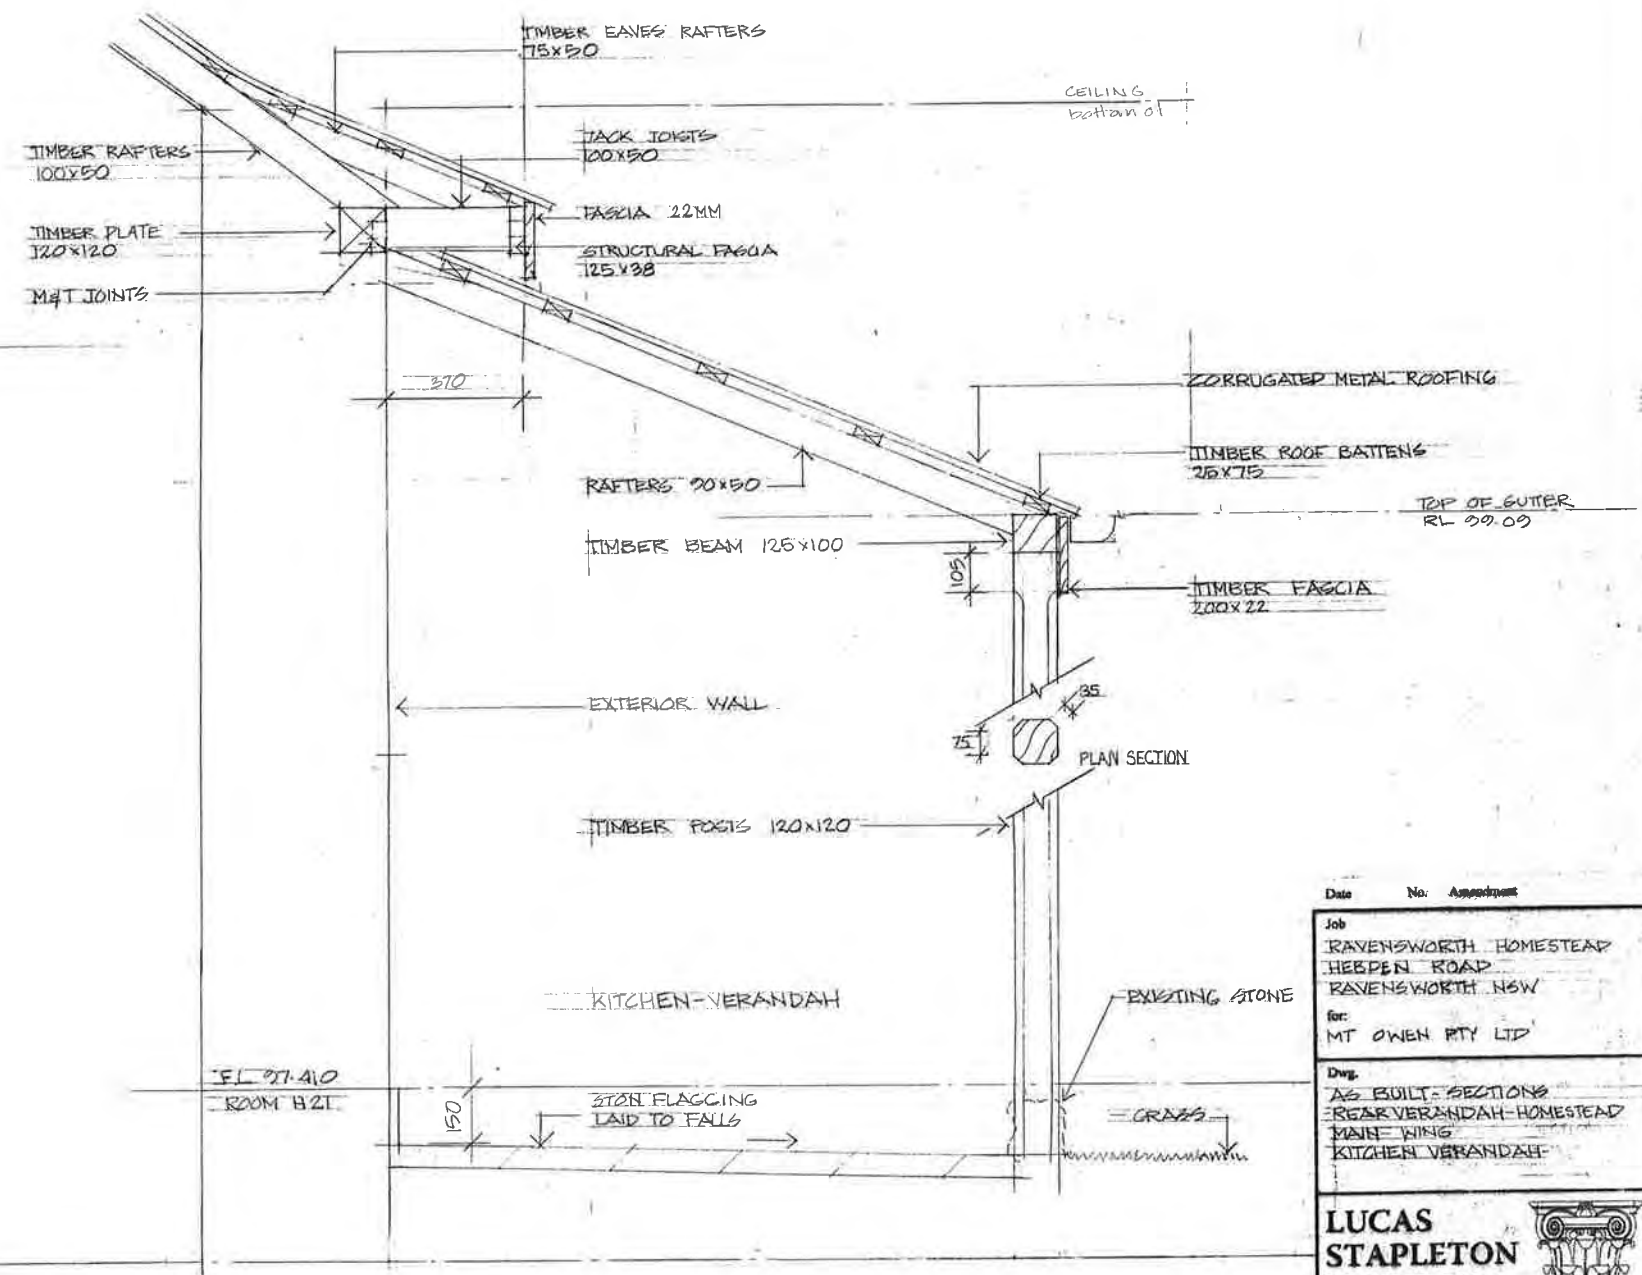 TIMBER EAVES RAFTERS
75x50
CEILING
bottom of
JACK JOISTS
100x50
TIMBER RAFTERS
100x50
FASCIA 22MM
TIMBER PLATE
120x120
STRUCTURAL FASCIA
125x38
M&T JOINTS
370
CORRUGATED METAL ROOFING
TIMBER ROOF BATTENS
25x75
RAFTERS 90x50
TOP OF GUTTER
RL 99.09
TIMBER BEAM 125x100
105
TIMBER FASCIA
200x22
EXTERIOR WALL
35
75
PLAN SECTION
TIMBER POSTS 120x120
KITCHEN-VERANDAH
EXISTING STONE
FL 97.410
ROOM H21
150
STON FLAGGING
LAID TO FALLS
GRASS
Date No. Amendment
Job
RAVENSWORTH HOMESTEAD
HEBDEN ROAD
RAVENSWORTH NSW
for:
MT OWEN PTY LTD
Dwg.
AS BUILT-SECTIONS
REAR VERANDAH-HOMESTEAD
MAIN WING
KITCHEN VERANDAH
LUCAS
STAPLETON